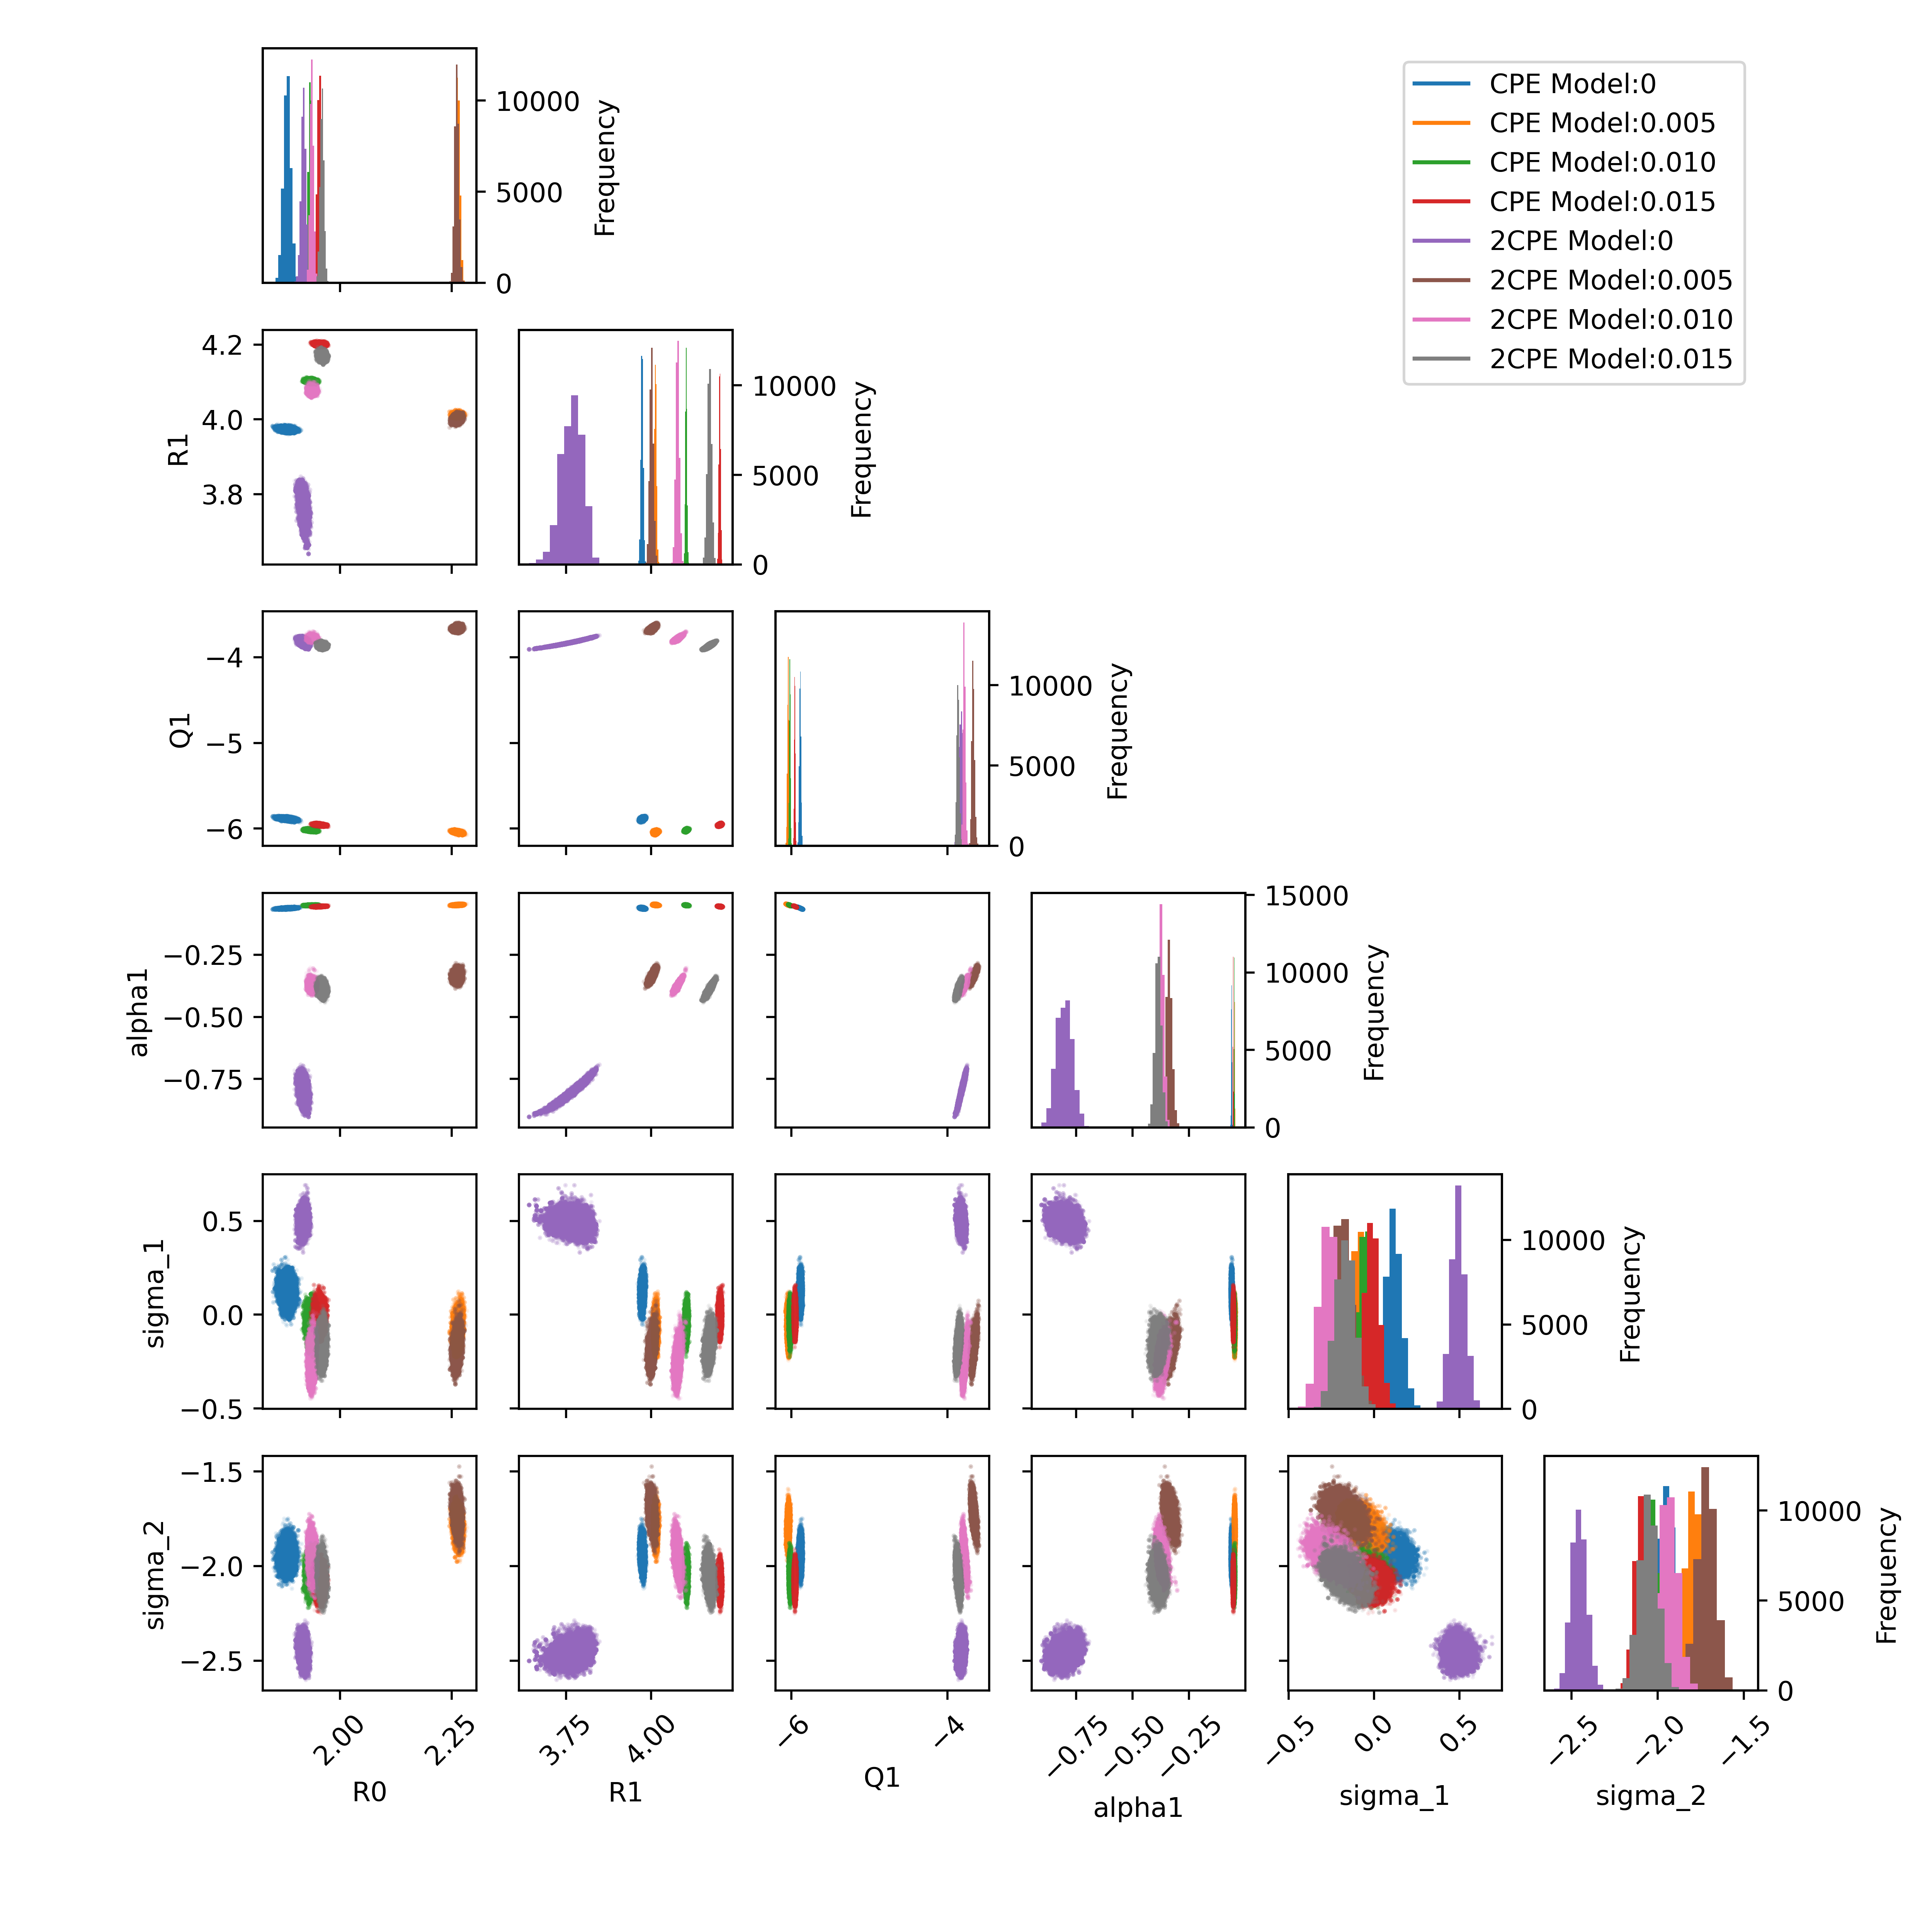 CPE Model:0
CPE Model:0.005
CPE Model:0.010
CPE Model:0.015
2CPE Model:0
2CPE Model:0.005
2CPE Model:0.010
2CPE Model:0.015
10000
5000
0
Frequency
4.2
4.0
3.8
R1
10000
5000
0
Frequency
−4
−5
−6
Q1
10000
5000
0
Frequency
−0.25
−0.50
−0.75
alpha1
15000
10000
5000
0
Frequency
0.5
0.0
−0.5
sigma_1
10000
5000
0
Frequency
−1.5
−2.0
−2.5
sigma_2
10000
5000
0
Frequency
2.00 2.25
3.75 4.00
−6 −4
−0.75 −0.50 −0.25
−0.5 0.0 0.5
−2.5 −2.0 −1.5
R0
R1
Q1
alpha1
sigma_1
sigma_2